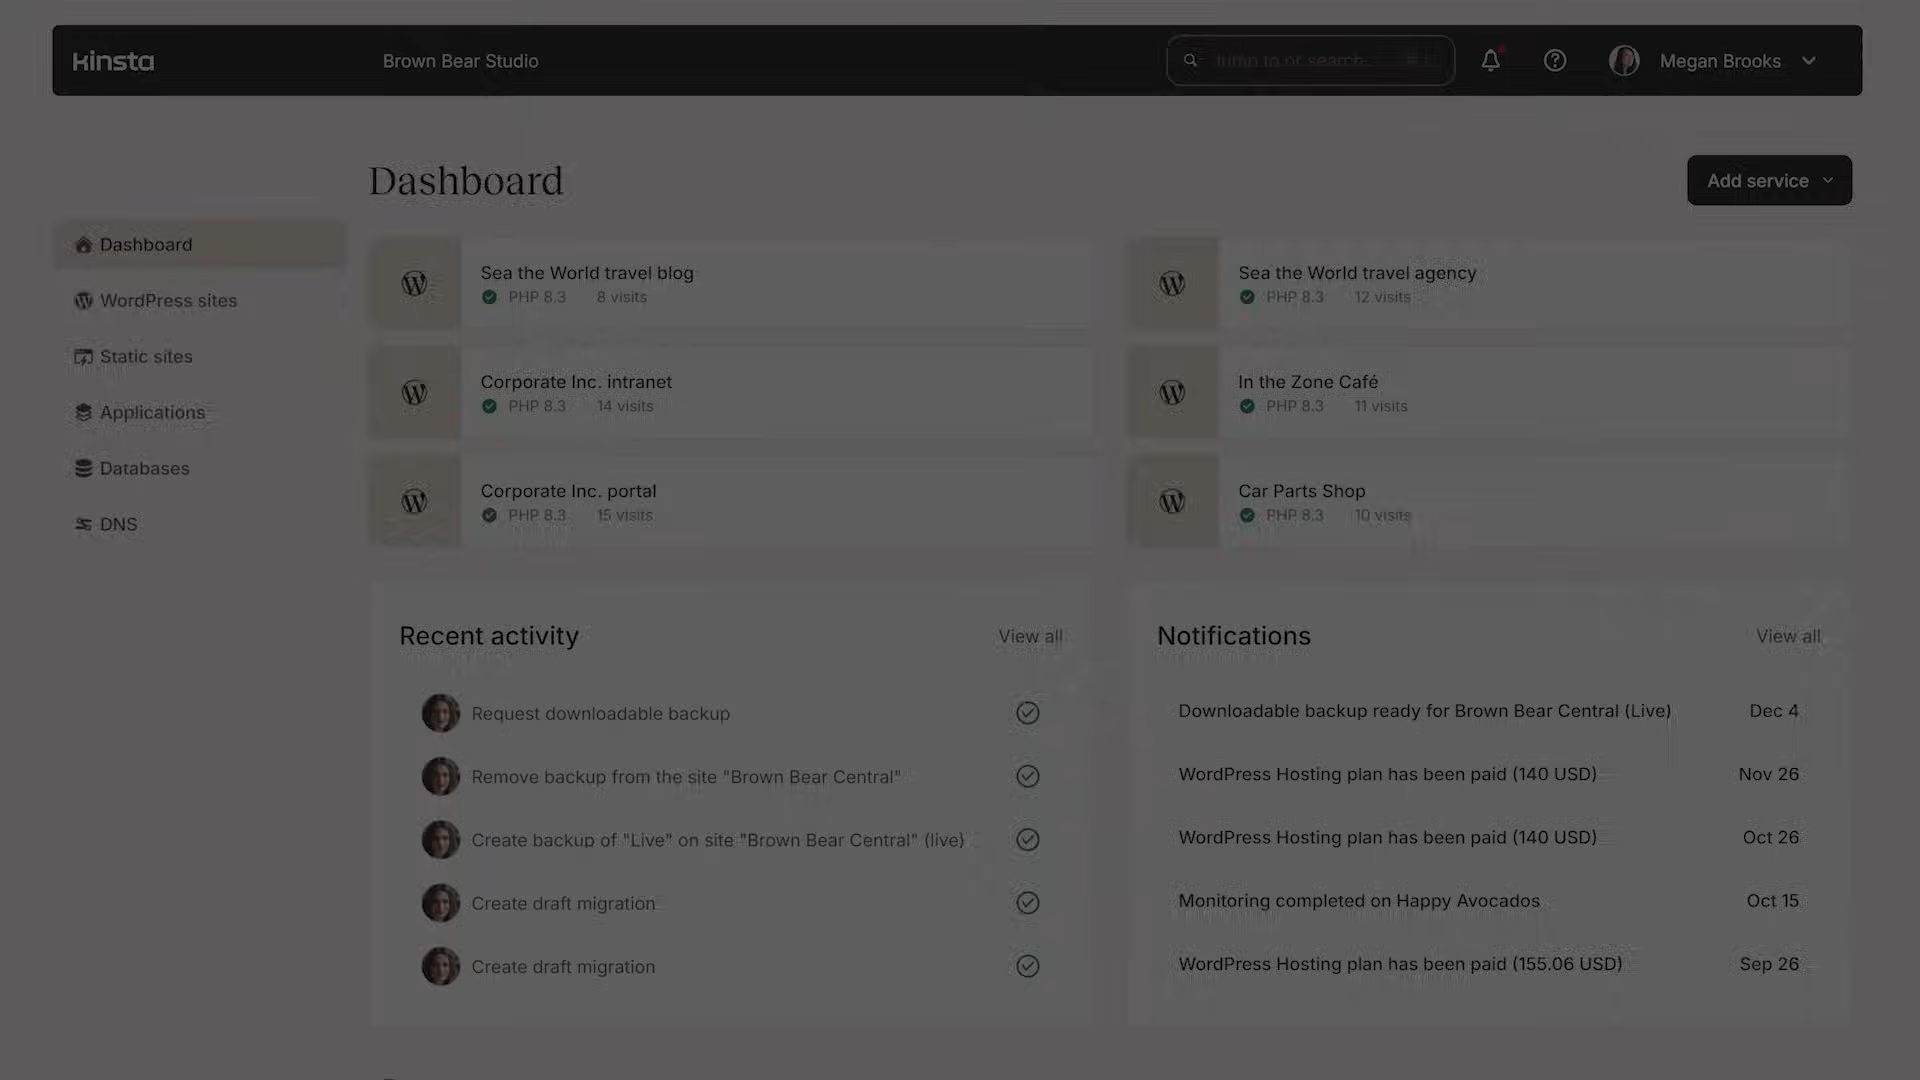 Kinsta
Brown Bear Studio
Jump to or search...
Megan Brooks
Dashboard
Add service
Dashboard
WordPress sites
Static sites
Applications
Databases
DNS
Sea the World travel blog
PHP 8.3 8 visits
Sea the World travel agency
PHP 8.3 12 visits
Corporate Inc. intranet
PHP 8.3 14 visits
In the Zone Café
PHP 8.3 11 visits
Corporate Inc. portal
PHP 8.3 15 visits
Car Parts Shop
PHP 8.3 10 visits
Recent activity
View all
Request downloadable backup
Remove backup from the site "Brown Bear Central"
Create backup of "Live" on site "Brown Bear Central" (live)
Create draft migration
Create draft migration
Notifications
View all
Downloadable backup ready for Brown Bear Central (Live) Dec 4
WordPress Hosting plan has been paid (140 USD) Nov 26
WordPress Hosting plan has been paid (140 USD) Oct 26
Monitoring completed on Happy Avocados Oct 15
WordPress Hosting plan has been paid (155.06 USD) Sep 26